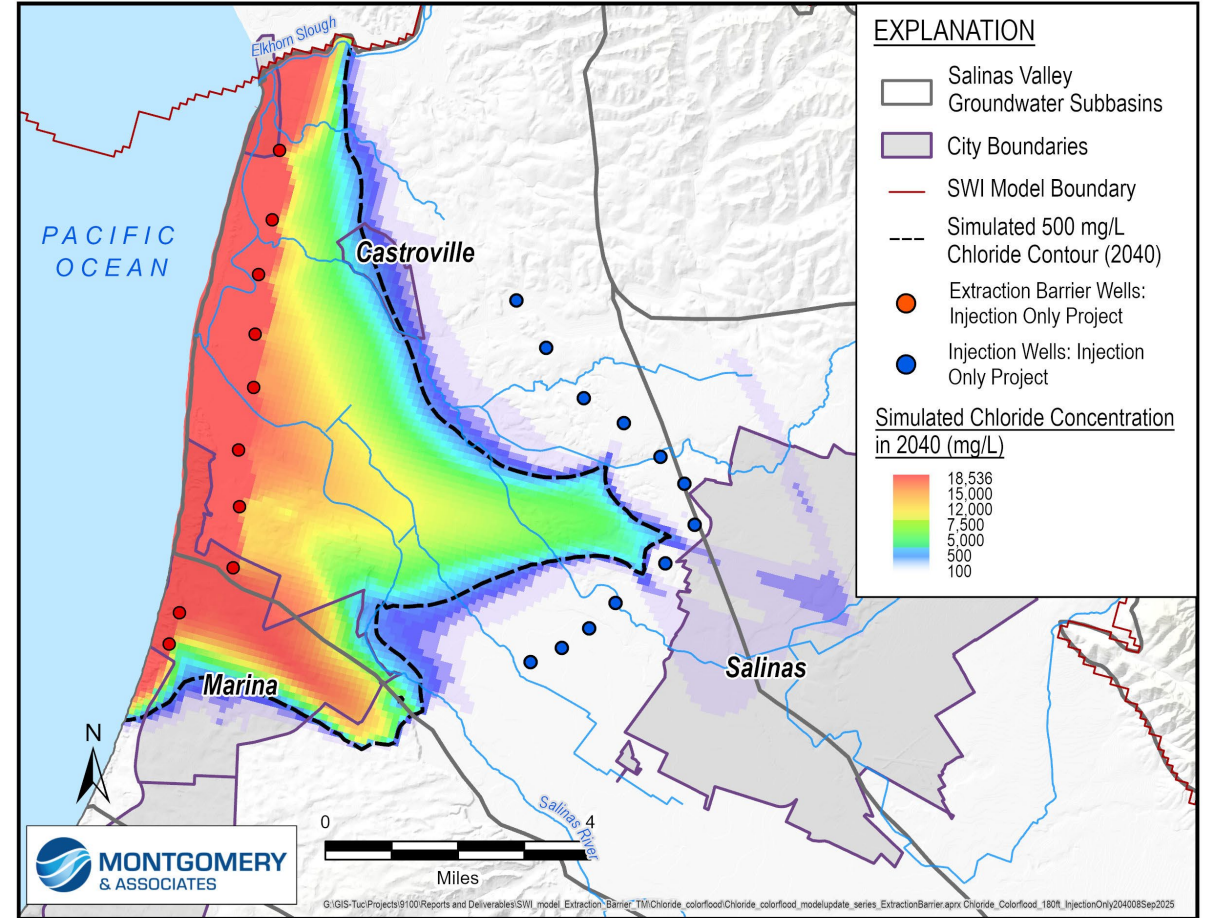 Elkhorn Slough
PACIFIC
OCEAN
Castroville
Marina
Salinas
Salinas River
N
0
4
Miles
MONTGOMERY
& ASSOCIATES
G:\GIS-Tuc\Projects\9100\Reports and Deliverables\SWI_model_Extraction_Barrier_TM\Chloride_colorflood\Chloride_colorflood_modelupdate_series_ExtractionBarrier.aprx Chloride_Colorflood_180ft_InjectionOnly204008Sep2025
EXPLANATION
Salinas Valley
Groundwater Subbasins
City Boundaries
SWI Model Boundary
Simulated 500 mg/L
Chloride Contour (2040)
Extraction Barrier Wells:
Injection Only Project
Injection Wells: Injection
Only Project
Simulated Chloride Concentration
in 2040 (mg/L)
18,536
15,000
12,000
7,500
5,000
500
100